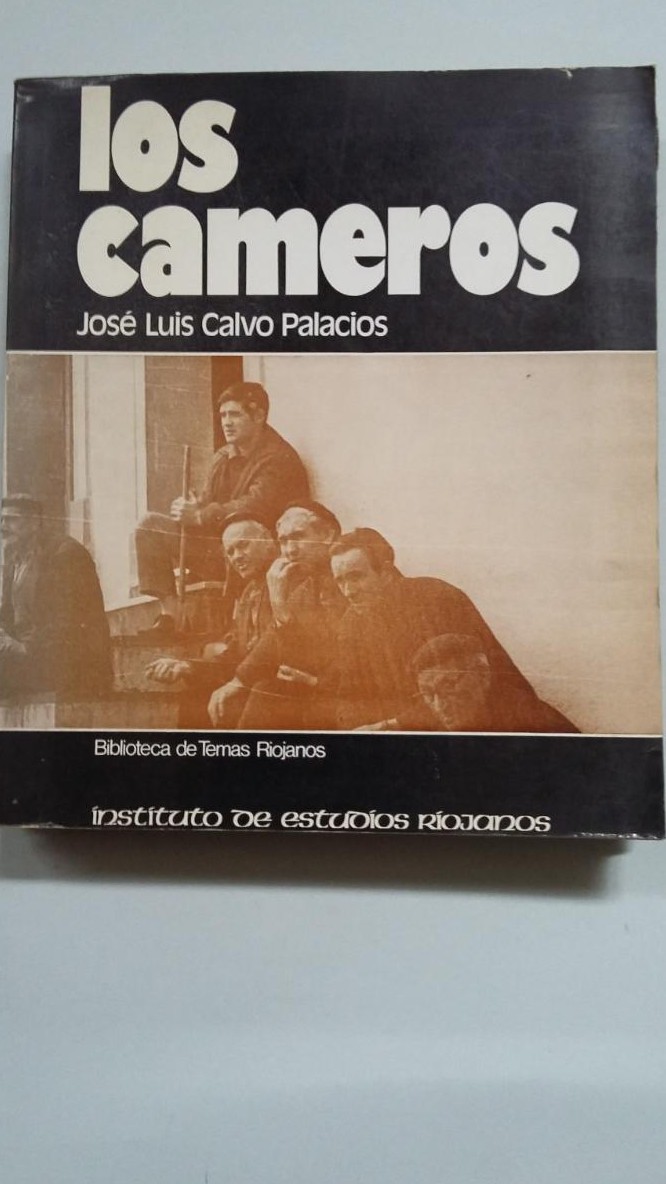 los
cameros
José Luis Calvo Palacios
Biblioteca de Temas Riojanos
instituto de estudios riojanos